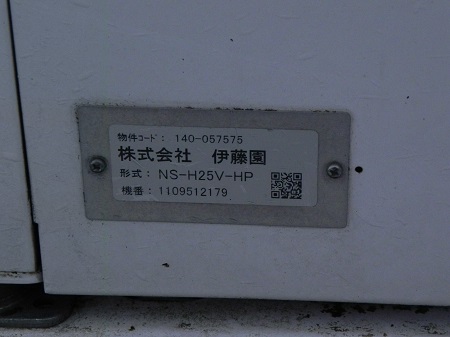 物件コード: 140-057575
株式会社 伊藤園
形式: NS-H25V-HP
機番: 1109512179